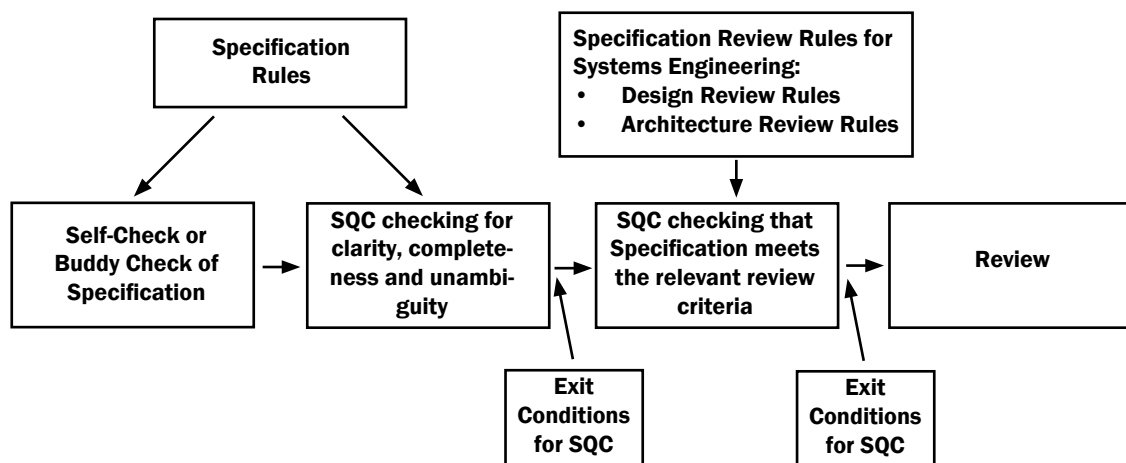 Specification
Rules
Specification Review Rules for
Systems Engineering:
• Design Review Rules
• Architecture Review Rules
Self-Check or
Buddy Check of
Specification
SQC checking for
clarity, complete-
ness and unambi-
guity
SQC checking that
Specification meets
the relevant review
criteria
Review
Exit
Conditions
for SQC
Exit
Conditions
for SQC